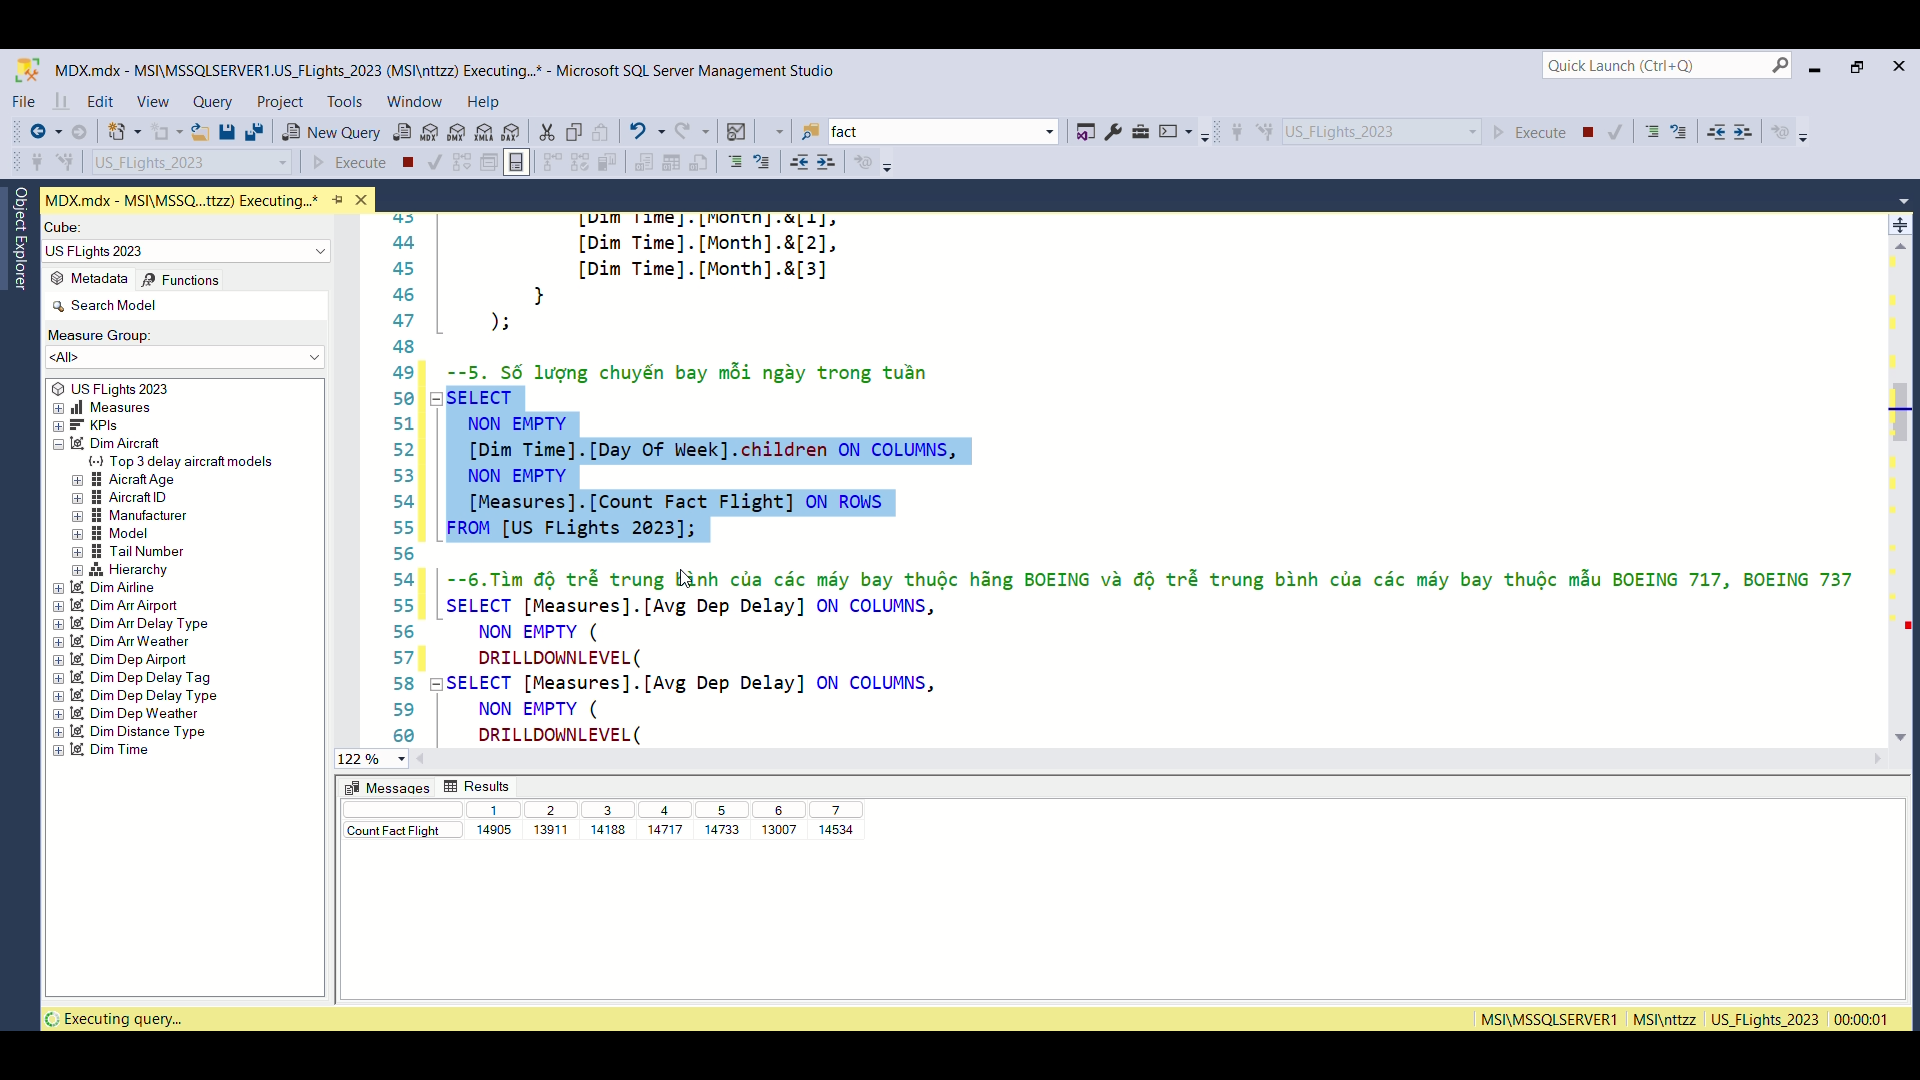 MDX.mdx - MSI\MSSQLSERVER1.US_FLights_2023 (MSI\nttzz) Executing...* - Microsoft SQL Server Management Studio
Quick Launch (Ctrl+Q)
File Edit View Query Project Tools Window Help
New Query MDX DMX XMLA DAX fact US_FLights_2023 Execute
US_FLights_2023 Execute
Object Explorer
MDX.mdx - MSI\MSSQ...ttzz) Executing...*
Cube:
US FLights 2023
Metadata Functions
Search Model
Measure Group:
<All>
US FLights 2023
Measures
KPIs
Dim Aircraft
Top 3 delay aircraft models
Aicraft Age
Aircraft ID
Manufacturer
Model
Tail Number
Hierarchy
Dim Airline
Dim Arr Airport
Dim Arr Delay Type
Dim Arr Weather
Dim Dep Airport
Dim Dep Delay Tag
Dim Dep Delay Type
Dim Dep Weather
Dim Distance Type
Dim Time
43 [Dim Time].[Month].&[1],
44 [Dim Time].[Month].&[2],
45 [Dim Time].[Month].&[3]
46 }
47 );
48
49 --5. Số lượng chuyến bay mỗi ngày trong tuần
50 SELECT
51 NON EMPTY
52 [Dim Time].[Day Of Week].children ON COLUMNS,
53 NON EMPTY
54 [Measures].[Count Fact Flight] ON ROWS
55 FROM [US FLights 2023];
56
54 --6.Tìm độ trễ trung bình của các máy bay thuộc hãng BOEING và độ trễ trung bình của các máy bay thuộc mẫu BOEING 717, BOEING 737
55 SELECT [Measures].[Avg Dep Delay] ON COLUMNS,
56 NON EMPTY (
57 DRILLDOWNLEVEL(
58 SELECT [Measures].[Avg Dep Delay] ON COLUMNS,
59 NON EMPTY (
60 DRILLDOWNLEVEL(
122 %
Messages Results
1 2 3 4 5 6 7
Count Fact Flight 14905 13911 14188 14717 14733 13007 14534
Executing query... MSI\MSSQLSERVER1 MSI\nttzz US_FLights_2023 00:00:01